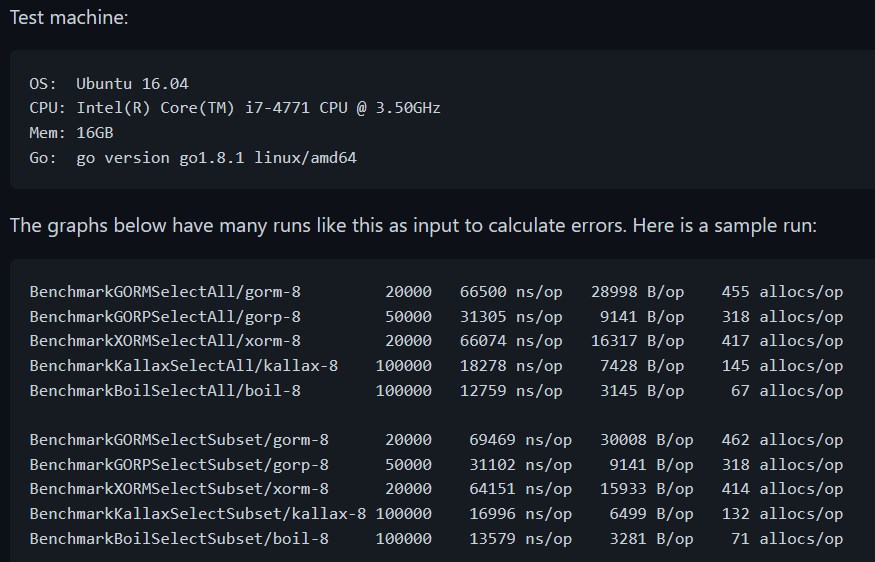 Test machine:
OS:  Ubuntu 16.04
CPU: Intel(R) Core(TM) i7-4771 CPU @ 3.50GHz
Mem: 16GB
Go:  go version go1.8.1 linux/amd64
The graphs below have many runs like this as input to calculate errors. Here is a sample run:
BenchmarkGORMSelectAll/gorm-8         20000   66500 ns/op   28998 B/op    455 allocs/op
BenchmarkGORPSelectAll/gorp-8         50000   31305 ns/op    9141 B/op    318 allocs/op
BenchmarkXORMSelectAll/xorm-8         20000   66074 ns/op   16317 B/op    417 allocs/op
BenchmarkKallaxSelectAll/kallax-8    100000   18278 ns/op    7428 B/op    145 allocs/op
BenchmarkBoilSelectAll/boil-8        100000   12759 ns/op    3145 B/op     67 allocs/op
BenchmarkGORMSelectSubset/gorm-8      20000    69469 ns/op   30008 B/op   462 allocs/op
BenchmarkGORPSelectSubset/gorp-8      50000    31102 ns/op    9141 B/op   318 allocs/op
BenchmarkXORMSelectSubset/xorm-8      20000    64151 ns/op   15933 B/op   414 allocs/op
BenchmarkKallaxSelectSubset/kallax-8 100000    16996 ns/op    6499 B/op   132 allocs/op
BenchmarkBoilSelectSubset/boil-8     100000    13579 ns/op    3281 B/op    71 allocs/op